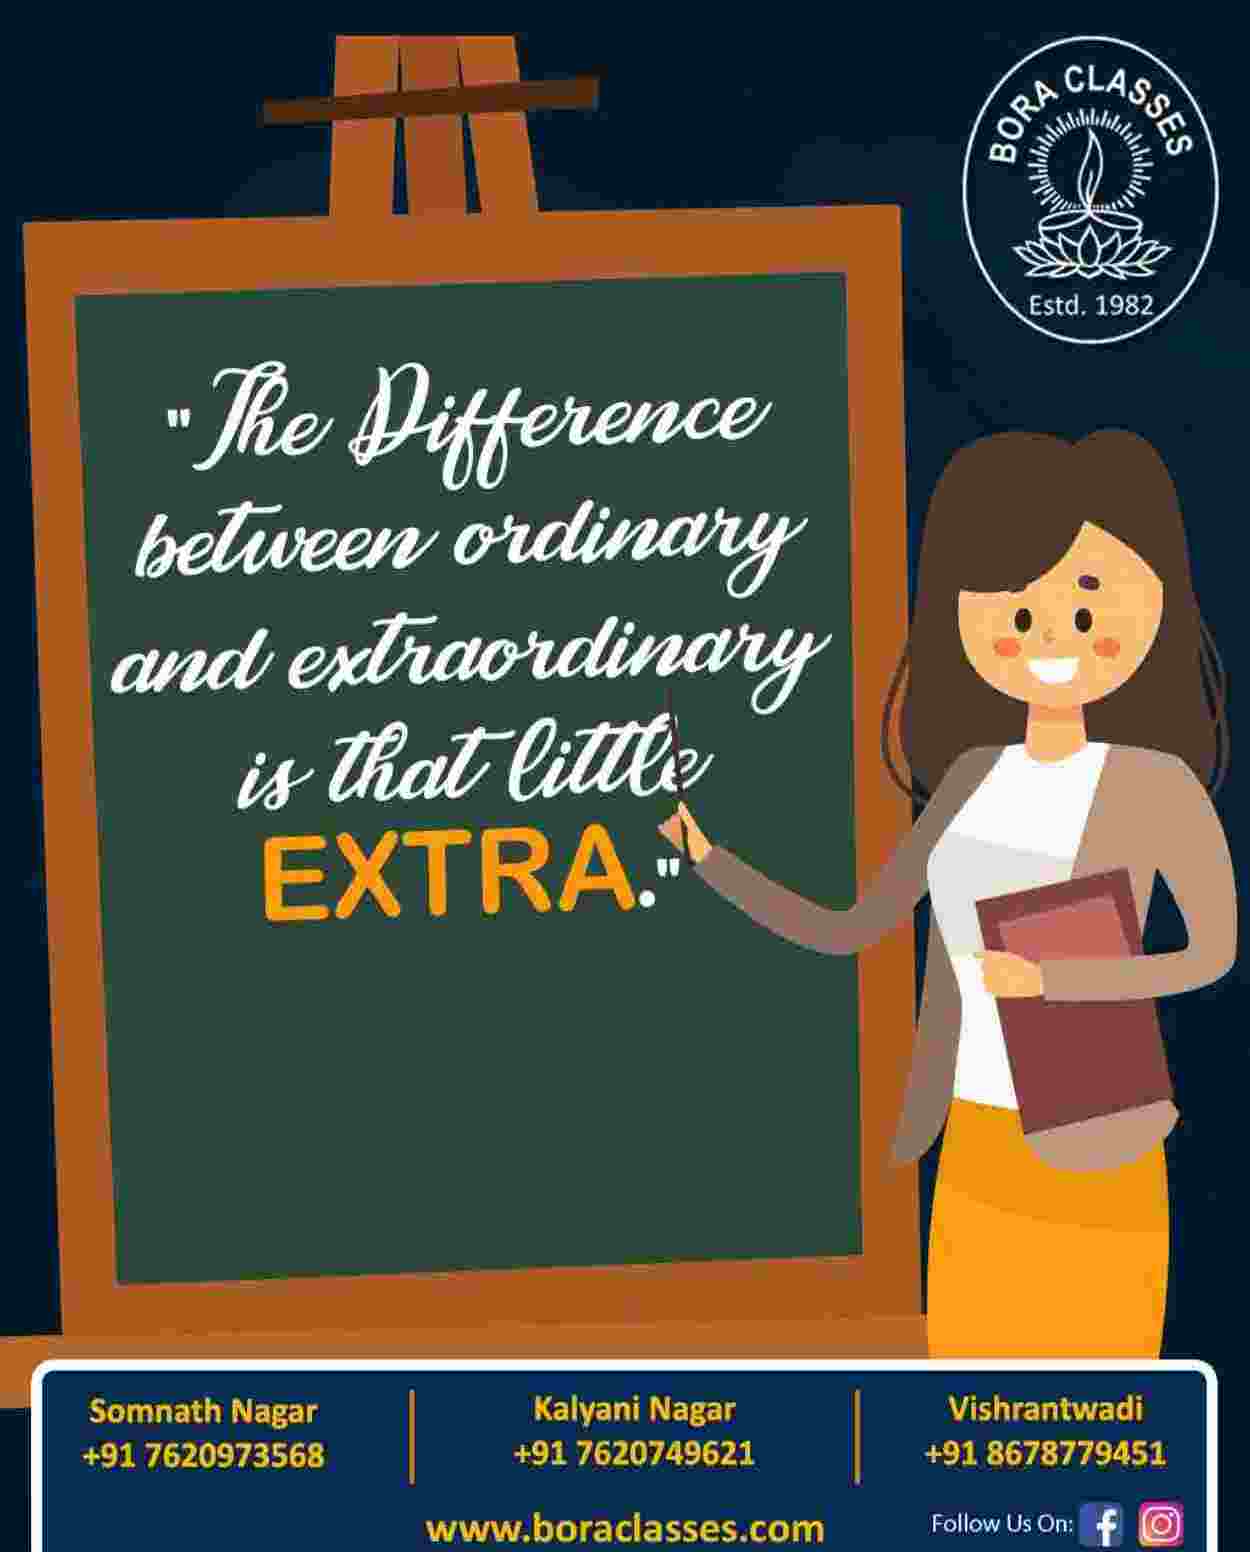 BORA CLASSES
Estd. 1982
"The Difference
between ordinary
and extraordinary
is that little
EXTRA."
Somnath Nagar
+91 7620973568
Kalyani Nagar
+91 7620749621
Vishrantwadi
+91 8678779451
www.boraclasses.com
Follow Us On: